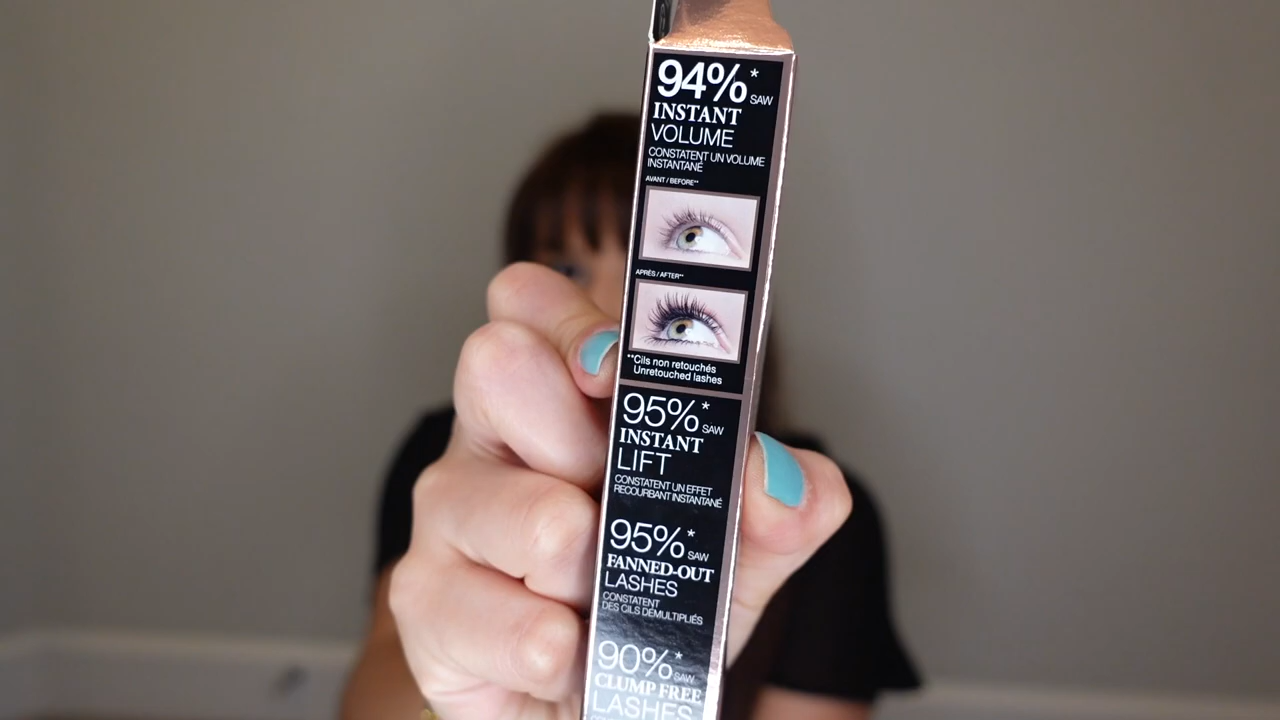 94%*
SAW
INSTANT
VOLUME
CONSTATENT UN VOLUME
INSTANTANÉ
AVANT / BEFORE**
APRÈS / AFTER**
**Cils non retouchés
Unretouched lashes
95%*
SAW
INSTANT
LIFT
CONSTATENT UN EFFET
RECOURBANT INSTANTANÉ
95%*
SAW
FANNED-OUT
LASHES
CONSTATENT
DES CILS DÉMULTIPLIÉS
90%*
SAW
CLUMP FREE
LASHES